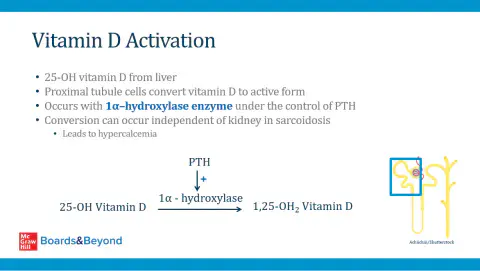 Vitamin D Activation
• 25-OH vitamin D from liver
• Proximal tubule cells convert vitamin D to active form
• Occurs with 1α–hydroxylase enzyme under the control of PTH
• Conversion can occur independent of kidney in sarcoidosis
• Leads to hypercalcemia
PTH
+
1α - hydroxylase
25-OH Vitamin D
1,25-OH₂ Vitamin D
Mc
Graw
Hill
Boards&Beyond